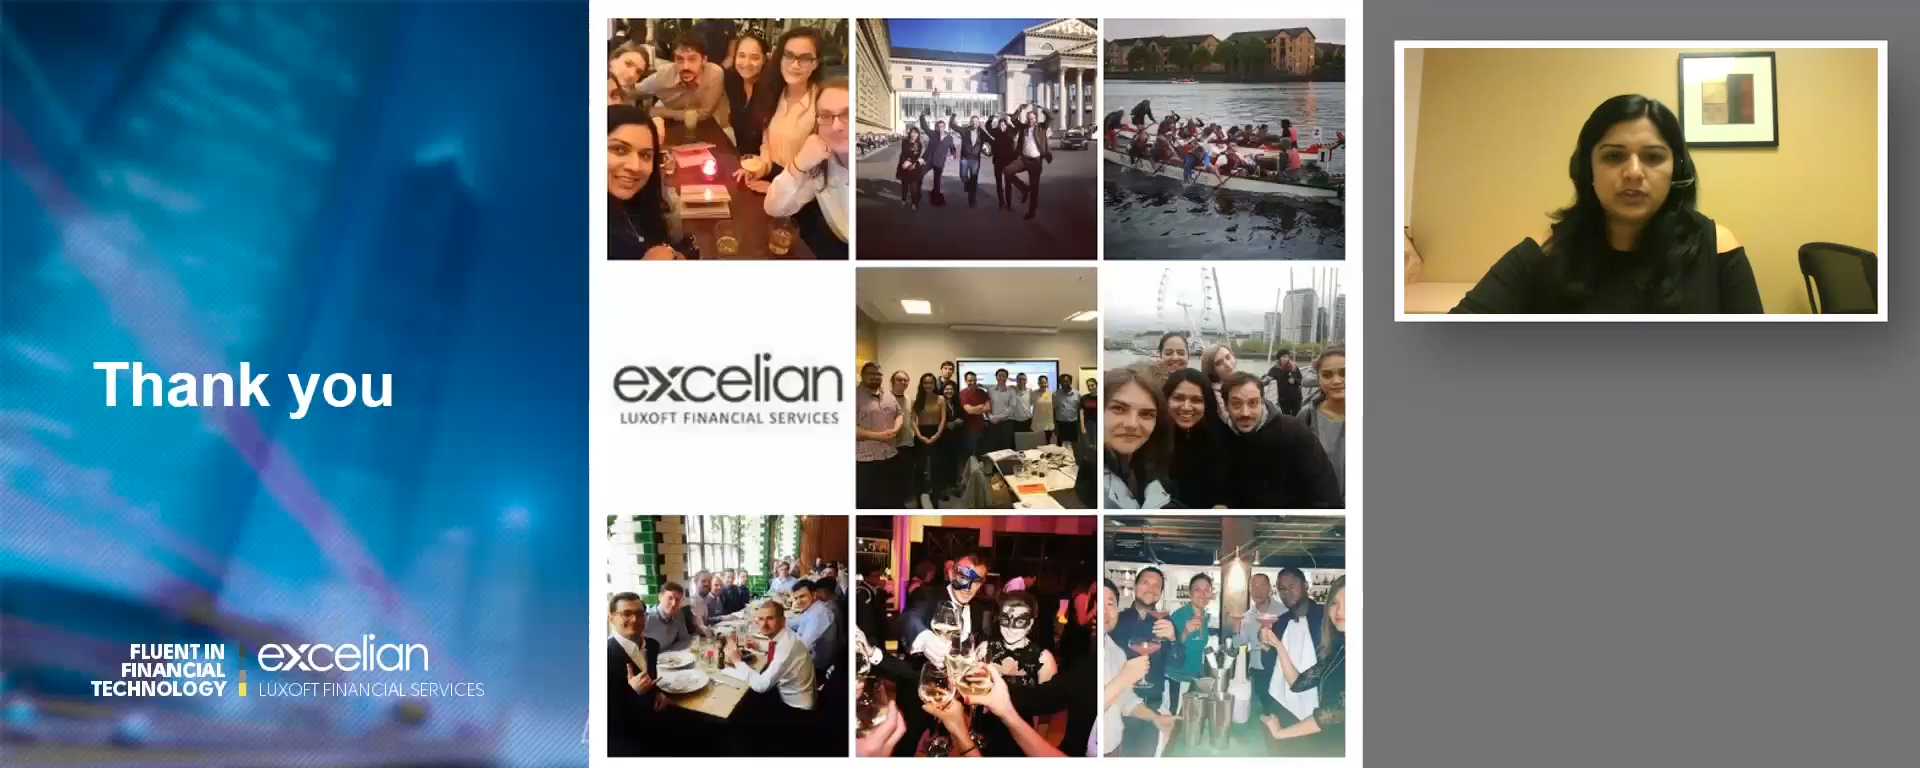 Thank you
FLUENT IN
FINANCIAL
TECHNOLOGY
excelian
LUXOFT FINANCIAL SERVICES
excelian
LUXOFT FINANCIAL SERVICES